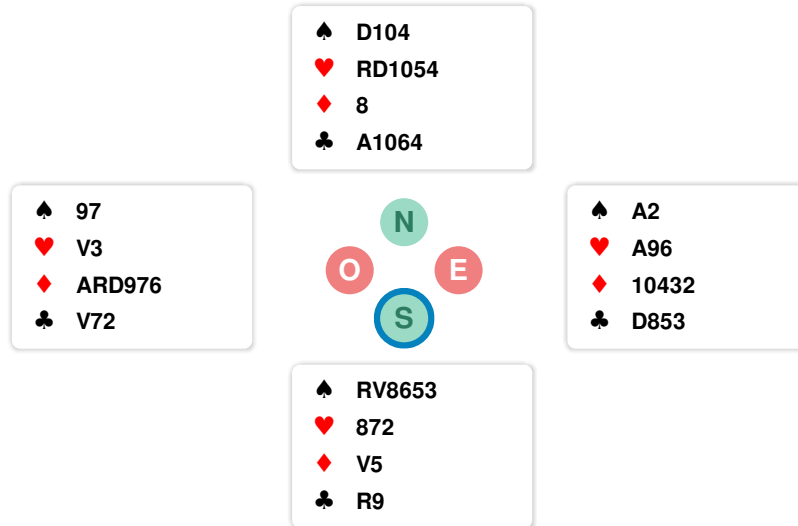 ♠ D104
♥ RD1054
♦ 8
♣ A1064
♠ 97
♥ V3
♦ ARD976
♣ V72
N
O E
S
♠ A2
♥ A96
♦ 10432
♣ D853
♠ RV8653
♥ 872
♦ V5
♣ R9